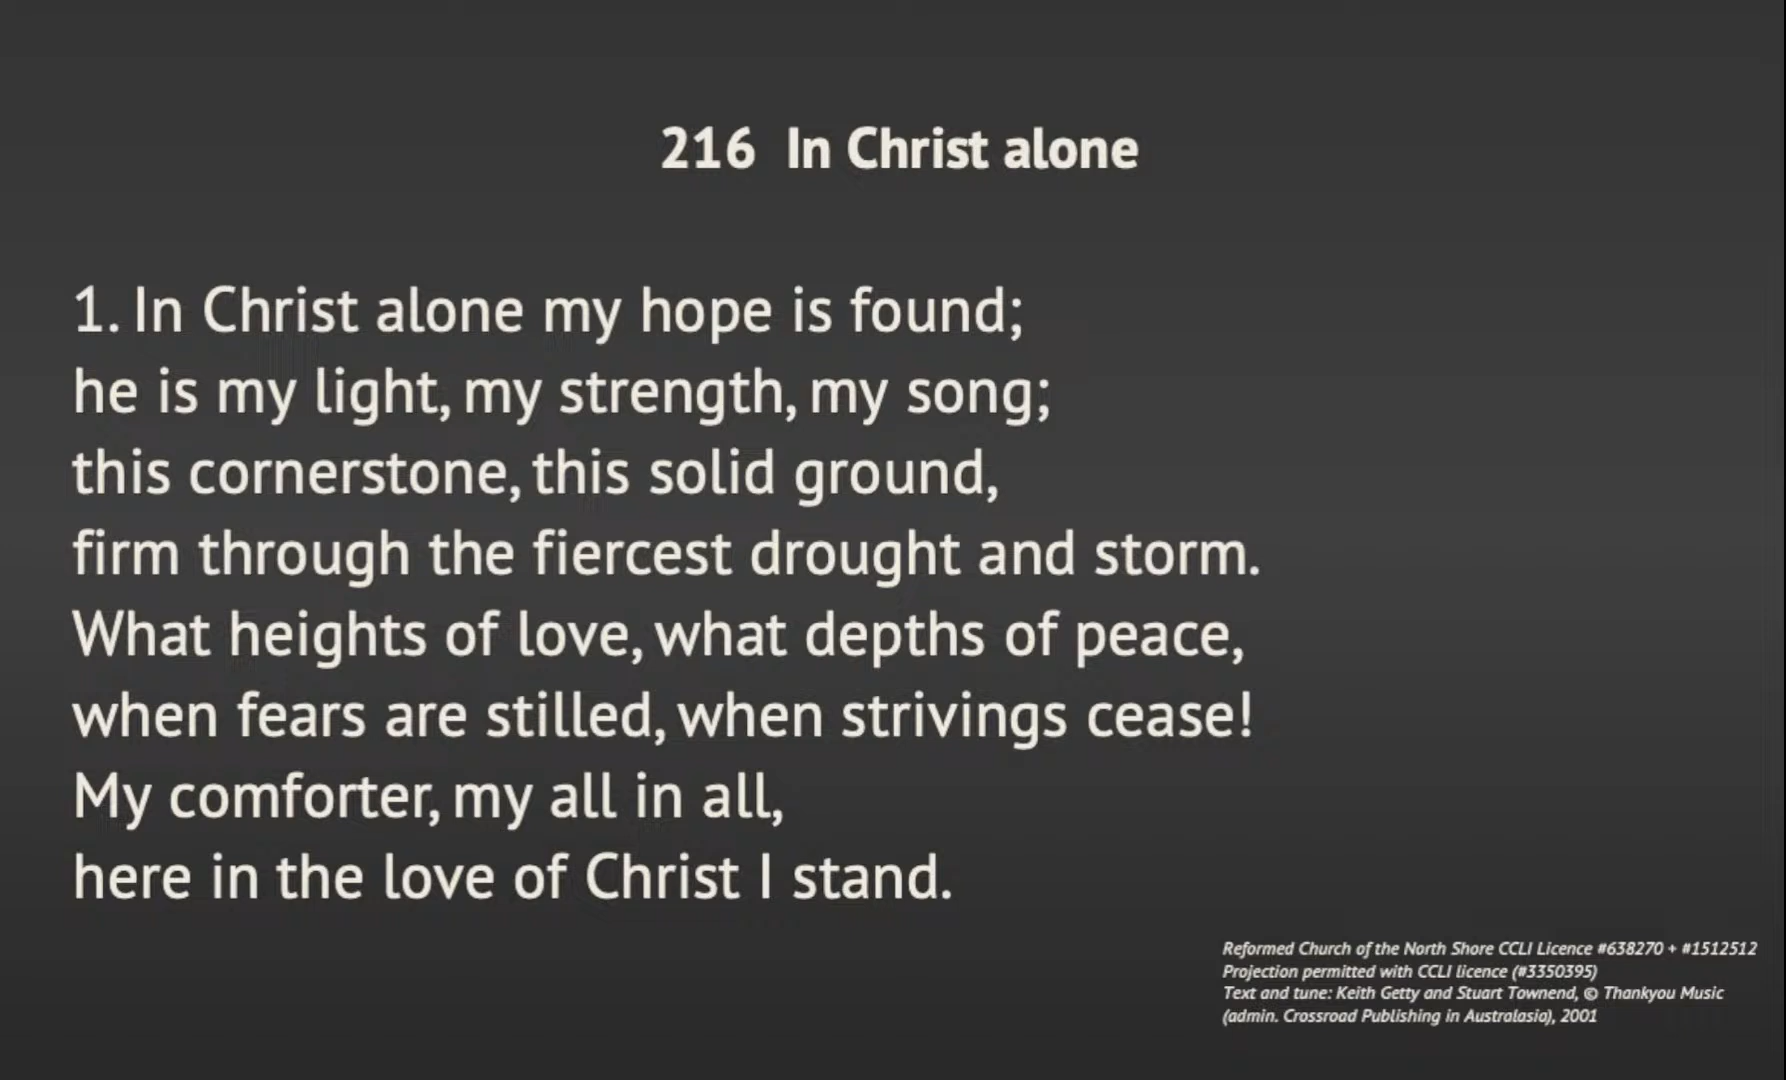 216 In Christ alone
1. In Christ alone my hope is found;
he is my light, my strength, my song;
this cornerstone, this solid ground,
firm through the fiercest drought and storm.
What heights of love, what depths of peace,
when fears are stilled, when strivings cease!
My comforter, my all in all,
here in the love of Christ I stand.
Reformed Church of the North Shore CCLI Licence #638270 + #1512512
Projection permitted with CCLI licence (#3350395)
Text and tune: Keith Getty and Stuart Townend, © Thankyou Music
(admin. Crossroad Publishing in Australasia), 2001